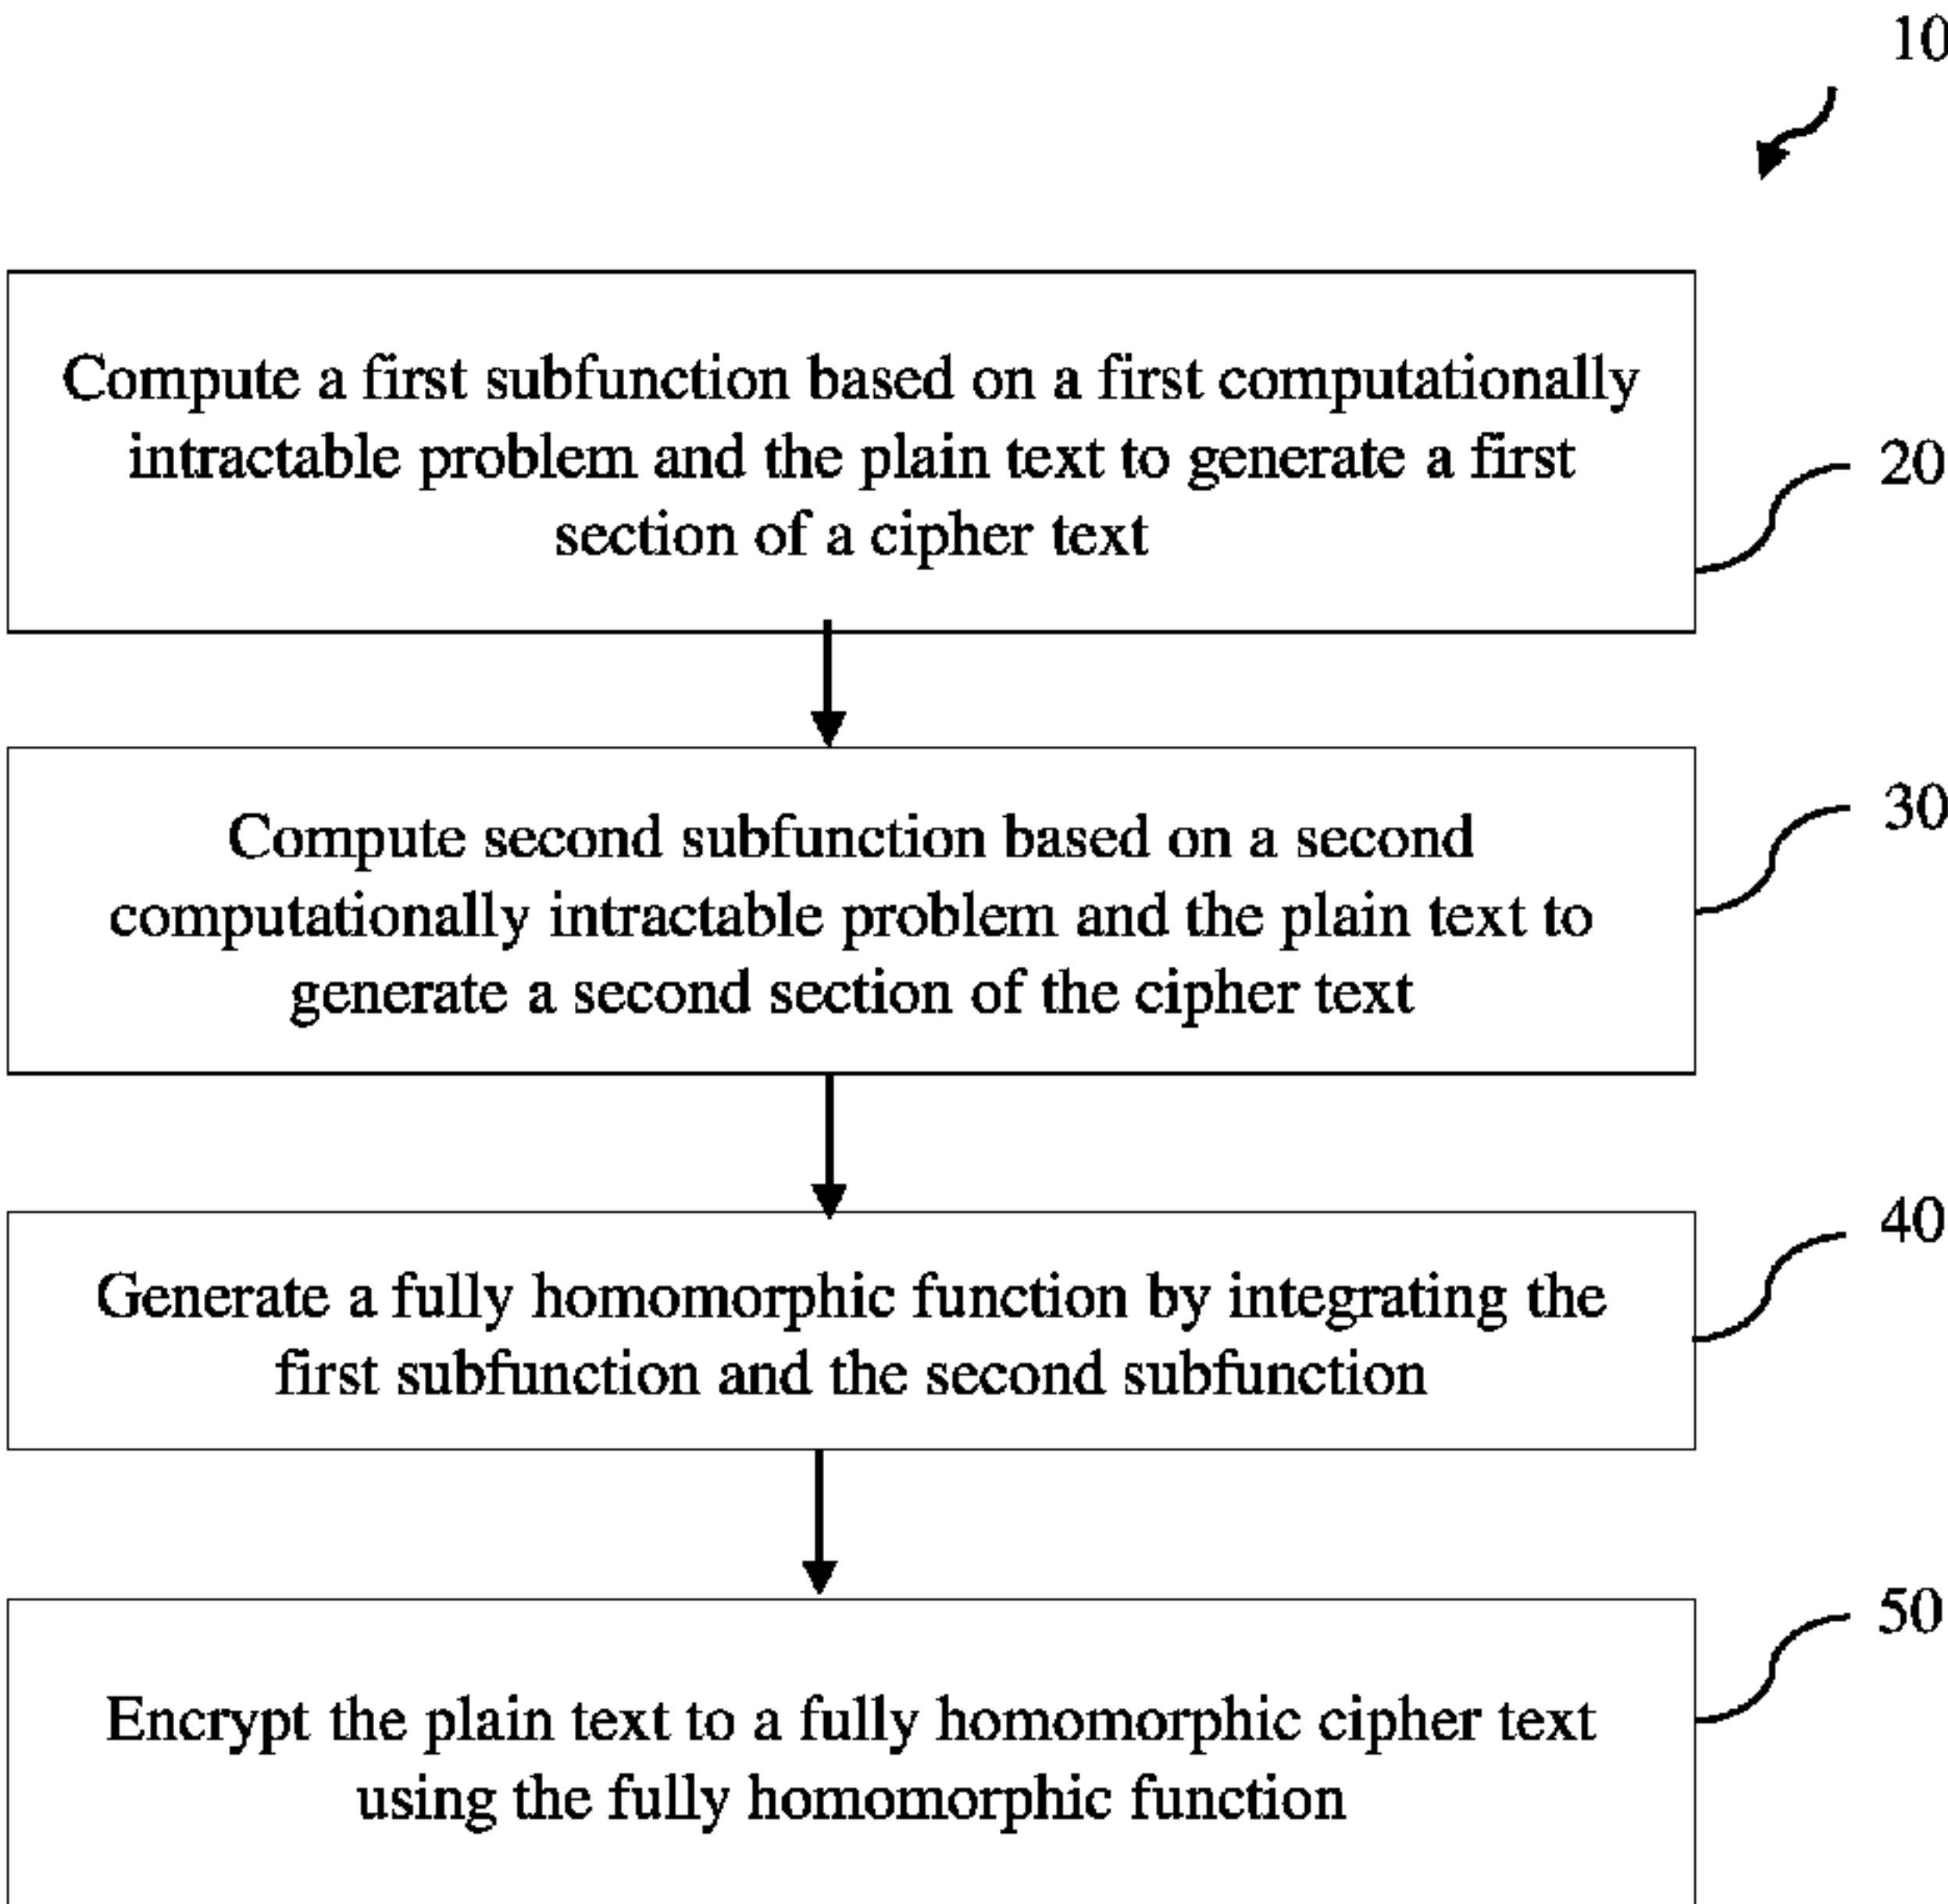 10
Compute a first subfunction based on a first computationally
intractable problem and the plain text to generate a first
section of a cipher text
20
Compute second subfunction based on a second
computationally intractable problem and the plain text to
generate a second section of the cipher text
30
Generate a fully homomorphic function by integrating the
first subfunction and the second subfunction
40
Encrypt the plain text to a fully homomorphic cipher text
using the fully homomorphic function
50